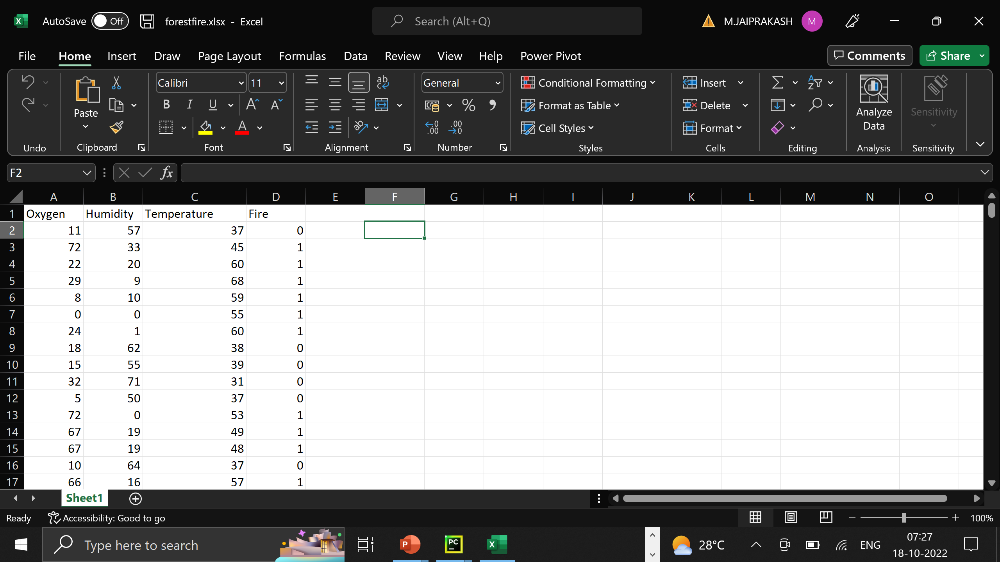 AutoSave Off forestfire.xlsx - Excel Search (Alt+Q) M.JAIPRAKASH M
File Home Insert Draw Page Layout Formulas Data Review View Help Power Pivot Comments Share
Paste Calibri 11 General Conditional Formatting Insert Analyze Data Sensitivity
B I U A A ab % Format as Table Delete
A Cell Styles Format
Undo Clipboard Font Alignment Number Styles Cells Editing Analysis Sensitivity
F2 fx
A B C D E F G H I J K L M N O
1 Oxygen Humidity Temperature Fire
2 11 57 37 0
3 72 33 45 1
4 22 20 60 1
5 29 9 68 1
6 8 10 59 1
7 0 0 55 1
8 24 1 60 1
9 18 62 38 0
10 15 55 39 0
11 32 71 31 0
12 5 50 37 0
13 72 0 53 1
14 67 19 49 1
15 67 19 48 1
16 10 64 37 0
17 66 16 57 1
Sheet1
Ready Accessibility: Good to go 100%
Type here to search P PC X 28°C ENG 07:27
18-10-2022